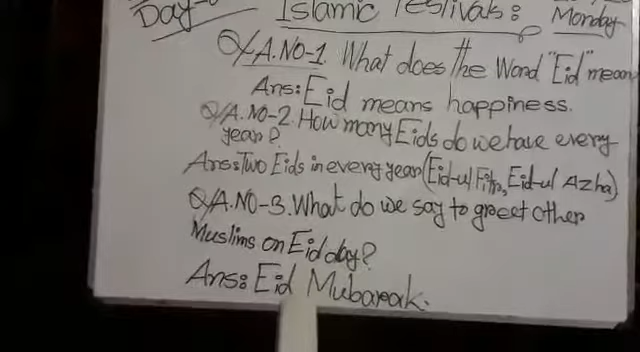 Day-
Islamic Festivals: Monday
Q/A.NO-1. What does the Word "Eid" mean
Ans: Eid means happiness.
Q/A.NO-2. How many Eids do we have every
year?
Ans: Two Eids in every year (Eid-ul Fitr, Eid-ul Azha)
Q/A.NO-3. What do we say to greet other
Muslims on Eid day?
Ans: Eid Mubarak.